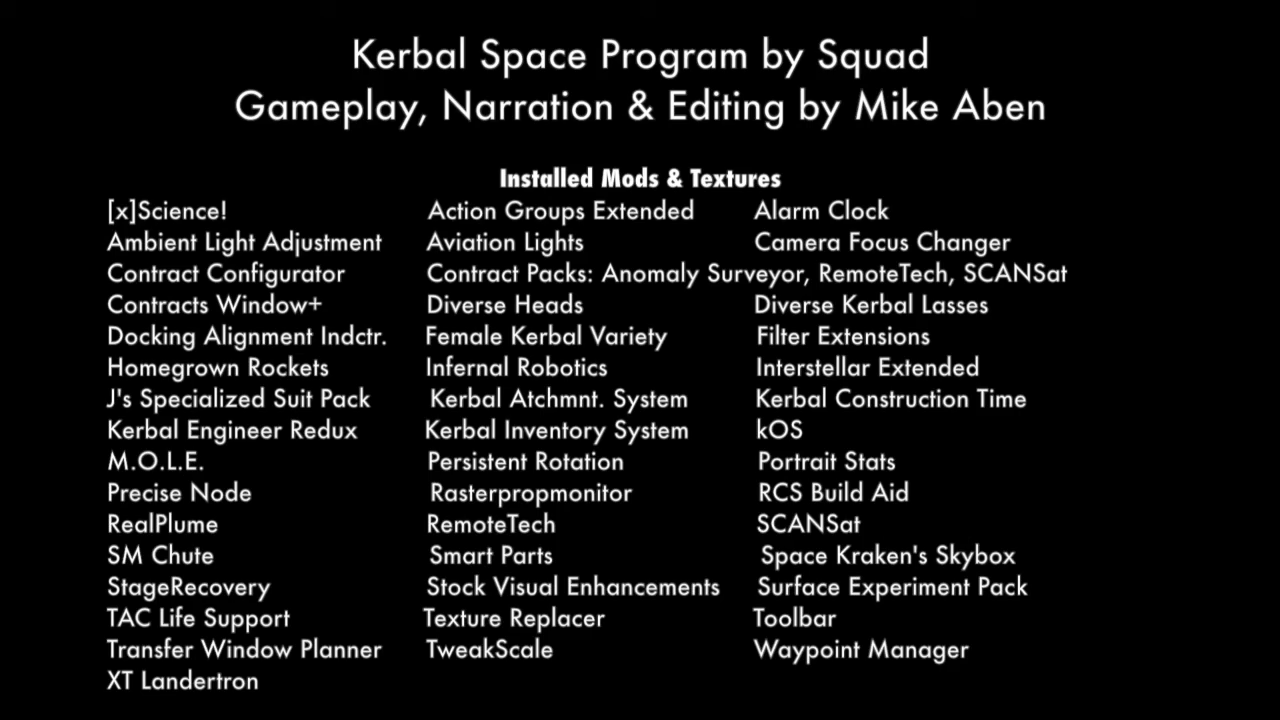 Kerbal Space Program by Squad
Gameplay, Narration & Editing by Mike Aben
Installed Mods & Textures
[x]Science! Action Groups Extended Alarm Clock
Ambient Light Adjustment Aviation Lights Camera Focus Changer
Contract Configurator Contract Packs: Anomaly Surveyor, RemoteTech, SCANSat
Contracts Window+ Diverse Heads Diverse Kerbal Lasses
Docking Alignment Indctr. Female Kerbal Variety Filter Extensions
Homegrown Rockets Infernal Robotics Interstellar Extended
J's Specialized Suit Pack Kerbal Atchmnt. System Kerbal Construction Time
Kerbal Engineer Redux Kerbal Inventory System kOS
M.O.L.E. Persistent Rotation Portrait Stats
Precise Node Rasterpropmonitor RCS Build Aid
RealPlume RemoteTech SCANSat
SM Chute Smart Parts Space Kraken's Skybox
StageRecovery Stock Visual Enhancements Surface Experiment Pack
TAC Life Support Texture Replacer Toolbar
Transfer Window Planner TweakScale Waypoint Manager
XT Landertron